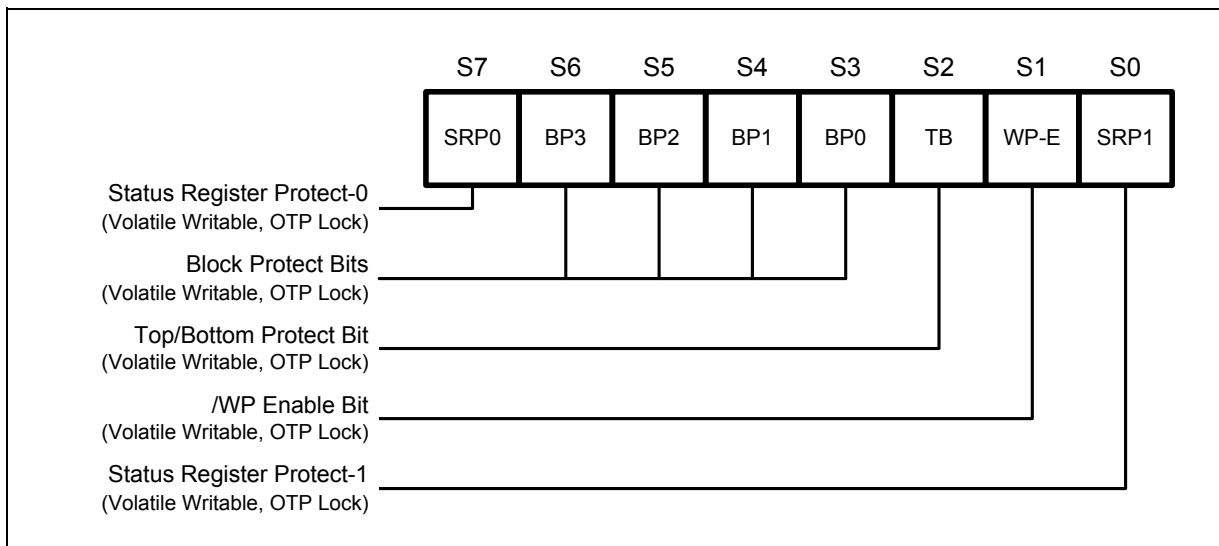 S7 S6 S5 S4 S3 S2 S1 S0
SRP0 BP3 BP2 BP1 BP0 TB WP-E SRP1
Status Register Protect-0
(Volatile Writable, OTP Lock)
Block Protect Bits
(Volatile Writable, OTP Lock)
Top/Bottom Protect Bit
(Volatile Writable, OTP Lock)
/WP Enable Bit
(Volatile Writable, OTP Lock)
Status Register Protect-1
(Volatile Writable, OTP Lock)